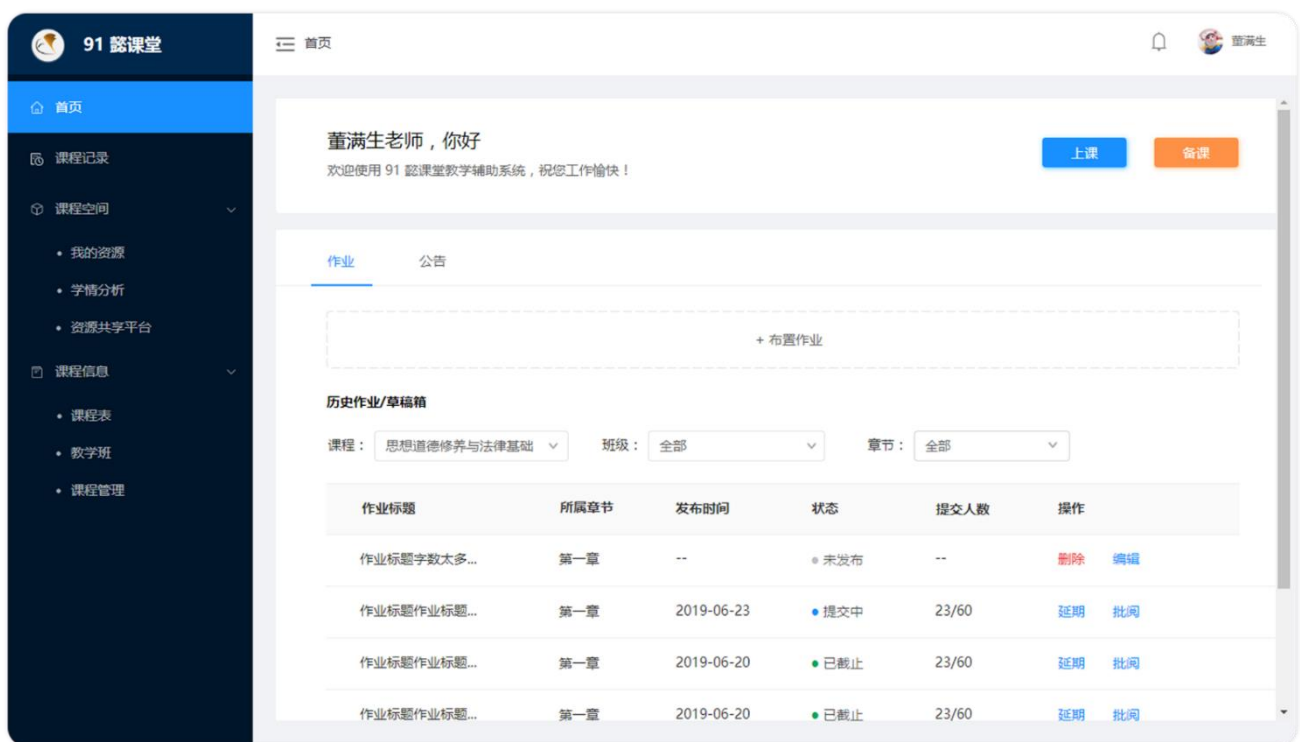 91 懿课堂
首页
董满生
首页
课程记录
课程空间
我的资源
学情分析
资源共享平台
课程信息
课程表
教学班
课程管理
董满生老师，你好
欢迎使用 91 懿课堂教学辅助系统，祝您工作愉快！
上课
备课
作业 公告
+ 布置作业
历史作业/草稿箱
课程： 思想道德修养与法律基础 班级： 全部 章节： 全部
作业标题 所属章节 发布时间 状态 提交人数 操作
作业标题字数太多... 第一章 -- 未发布 -- 删除 编辑
作业标题作业标题... 第一章 2019-06-23 提交中 23/60 延期 批阅
作业标题作业标题... 第一章 2019-06-20 已截止 23/60 延期 批阅
作业标题作业标题... 第一章 2019-06-20 已截止 23/60 延期 批阅